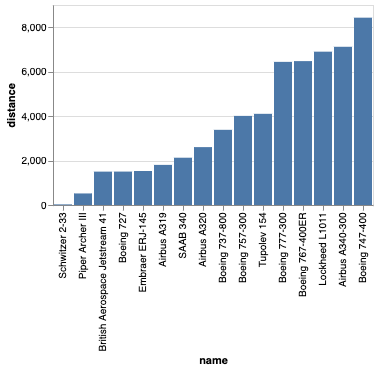 8,000
6,000
4,000
2,000
0
distance
Schwitzer 2-33
Piper Archer III
British Aerospace Jetstream 41
Boeing 727
Embraer ERJ-145
Airbus A319
SAAB 340
Airbus A320
Boeing 737-800
Boeing 757-300
Tupolev 154
Boeing 777-300
Boeing 767-400ER
Lockheed L1011
Airbus A340-300
Boeing 747-400
name